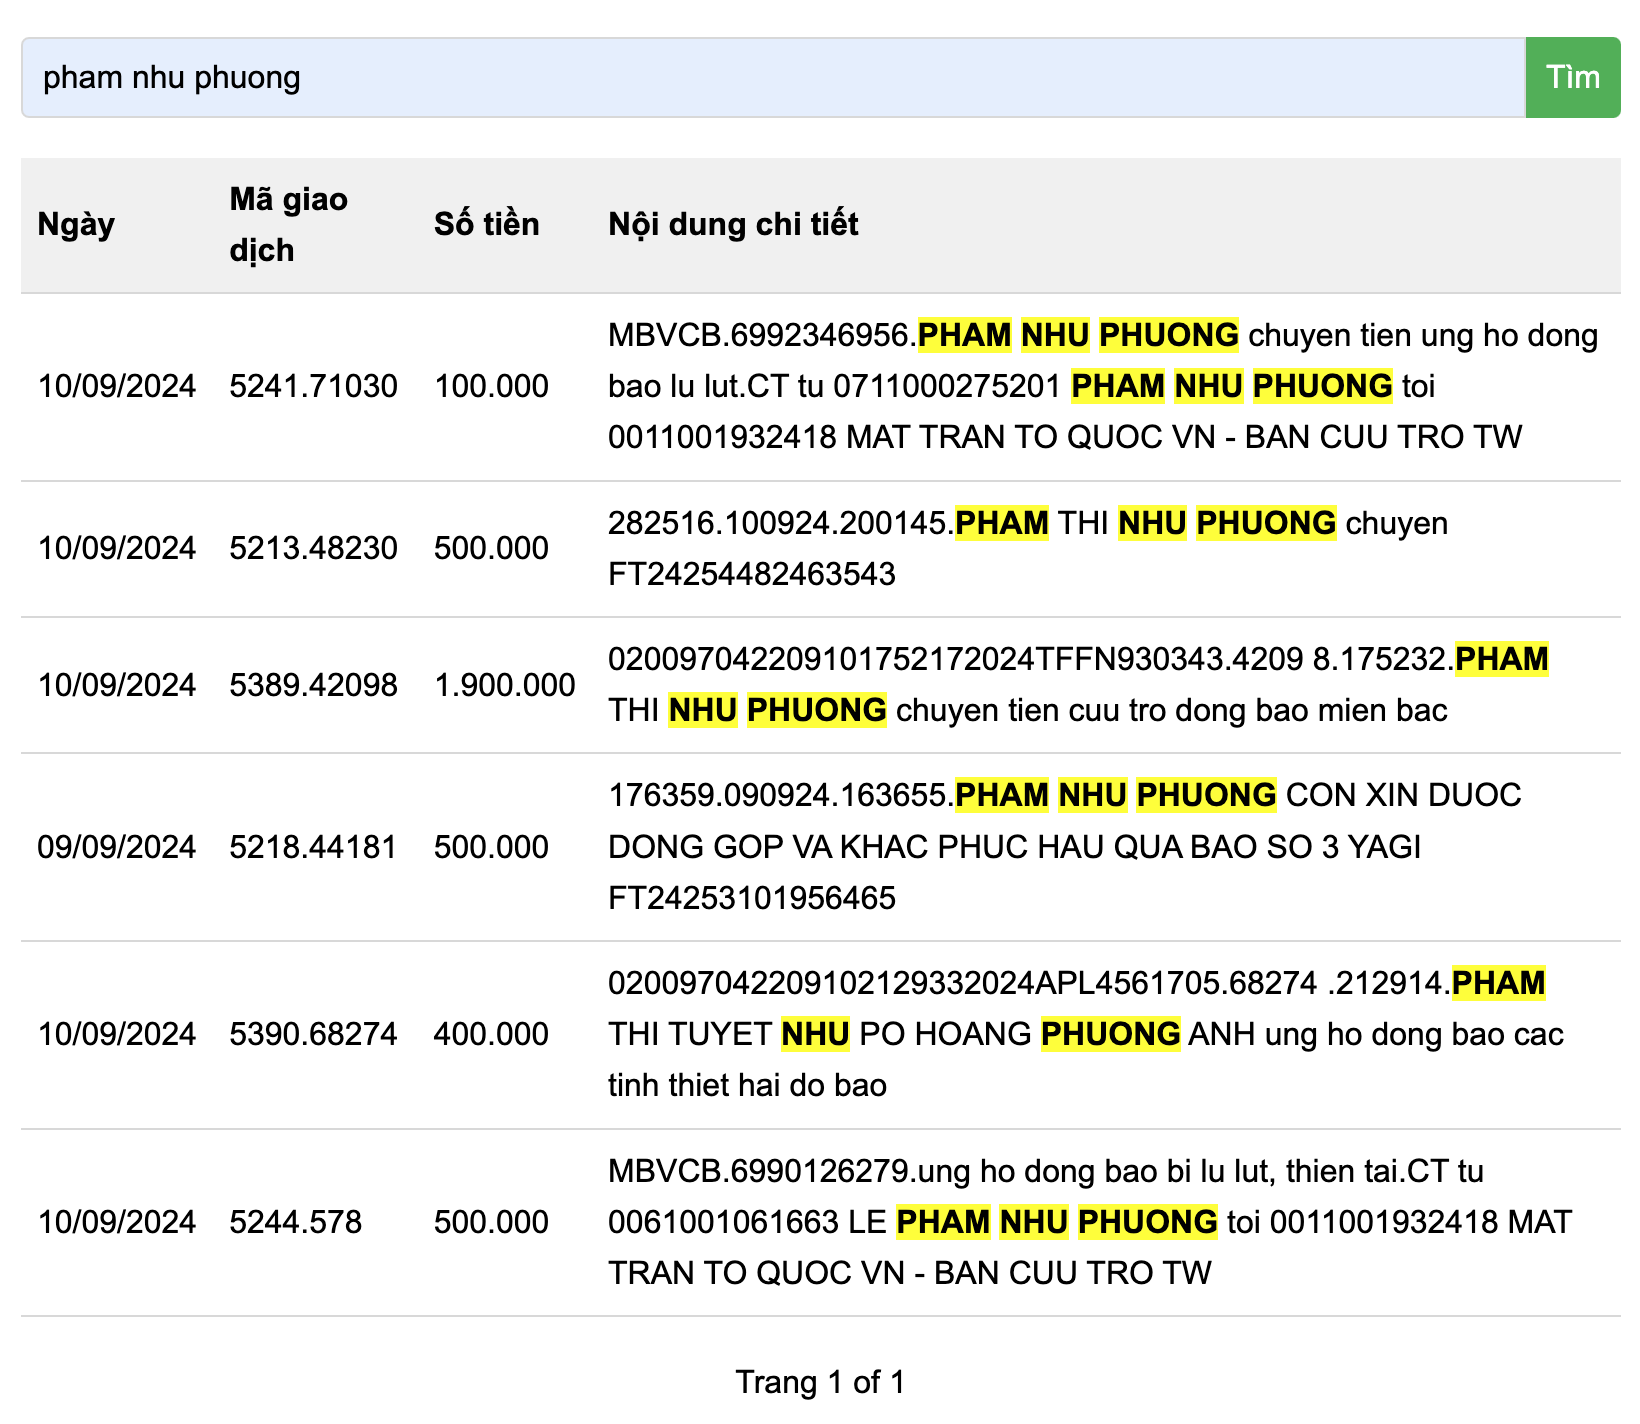 pham nhu phuong
Tìm
Ngày
Mã giao
dịch
Số tiền
Nội dung chi tiết
10/09/2024
5241.71030
100.000
MBVCB.6992346956.PHAM NHU PHUONG chuyen tien ung ho dong
bao lu lut.CT tu 0711000275201 PHAM NHU PHUONG toi
0011001932418 MAT TRAN TO QUOC VN - BAN CUU TRO TW
10/09/2024
5213.48230
500.000
282516.100924.200145.PHAM THI NHU PHUONG chuyen
FT24254482463543
10/09/2024
5389.42098
1.900.000
020097042209101752172024TFFN930343.4209 8.175232.PHAM
THI NHU PHUONG chuyen tien cuu tro dong bao mien bac
09/09/2024
5218.44181
500.000
176359.090924.163655.PHAM NHU PHUONG CON XIN DUOC
DONG GOP VA KHAC PHUC HAU QUA BAO SO 3 YAGI
FT24253101956465
10/09/2024
5390.68274
400.000
020097042209102129332024APL4561705.68274 .212914.PHAM
THI TUYET NHU PO HOANG PHUONG ANH ung ho dong bao cac
tinh thiet hai do bao
10/09/2024
5244.578
500.000
MBVCB.6990126279.ung ho dong bao bi lu lut, thien tai.CT tu
0061001061663 LE PHAM NHU PHUONG toi 0011001932418 MAT
TRAN TO QUOC VN - BAN CUU TRO TW
Trang 1 of 1